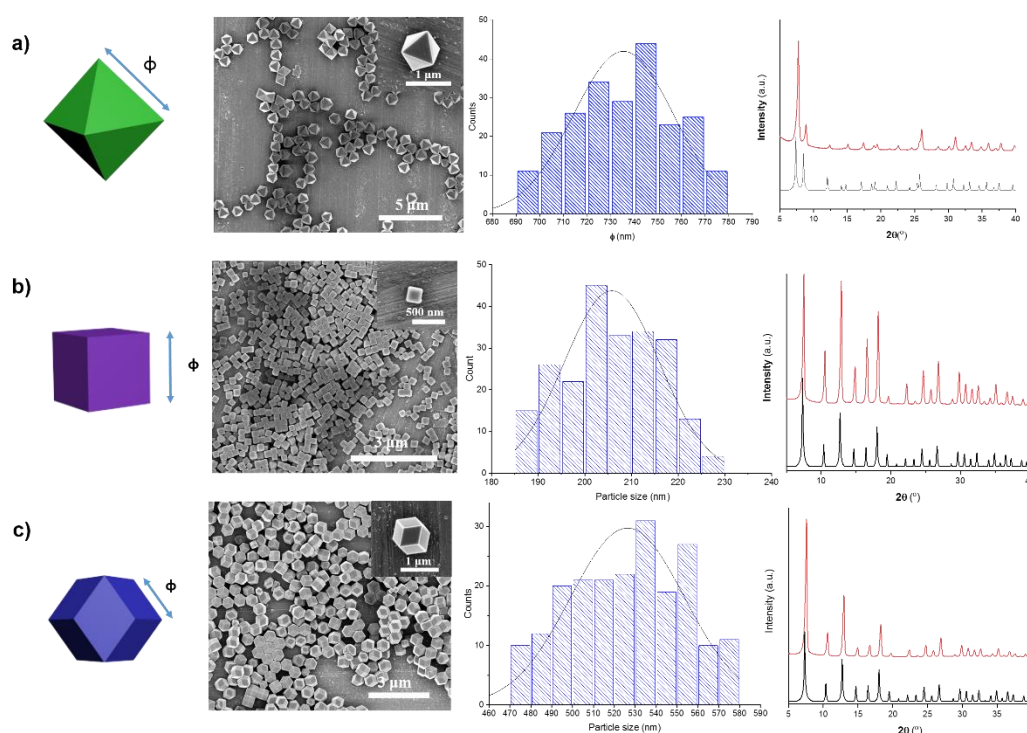 a)
ϕ
1 µm
5 µm
Counts
50
40
30
20
10
0
680 690 700 710 720 730 740 750 760 770 780 790
ϕ (nm)
Intensity (a.u.)
5 10 15 20 25 30 35 40
2θ(°)
b)
ϕ
500 nm
3 µm
Count
50
40
30
20
10
0
180 190 200 210 220 230 240
Particle size (nm)
Intensity (a.u.)
10 20 30 40
2θ (°)
c)
ϕ
1 µm
3 µm
Counts
30
20
10
0
460 470 480 490 500 510 520 530 540 550 560 570 580 590
Particle size (nm)
Intensity (a.u.)
5 10 15 20 25 30 35
2θ (°)